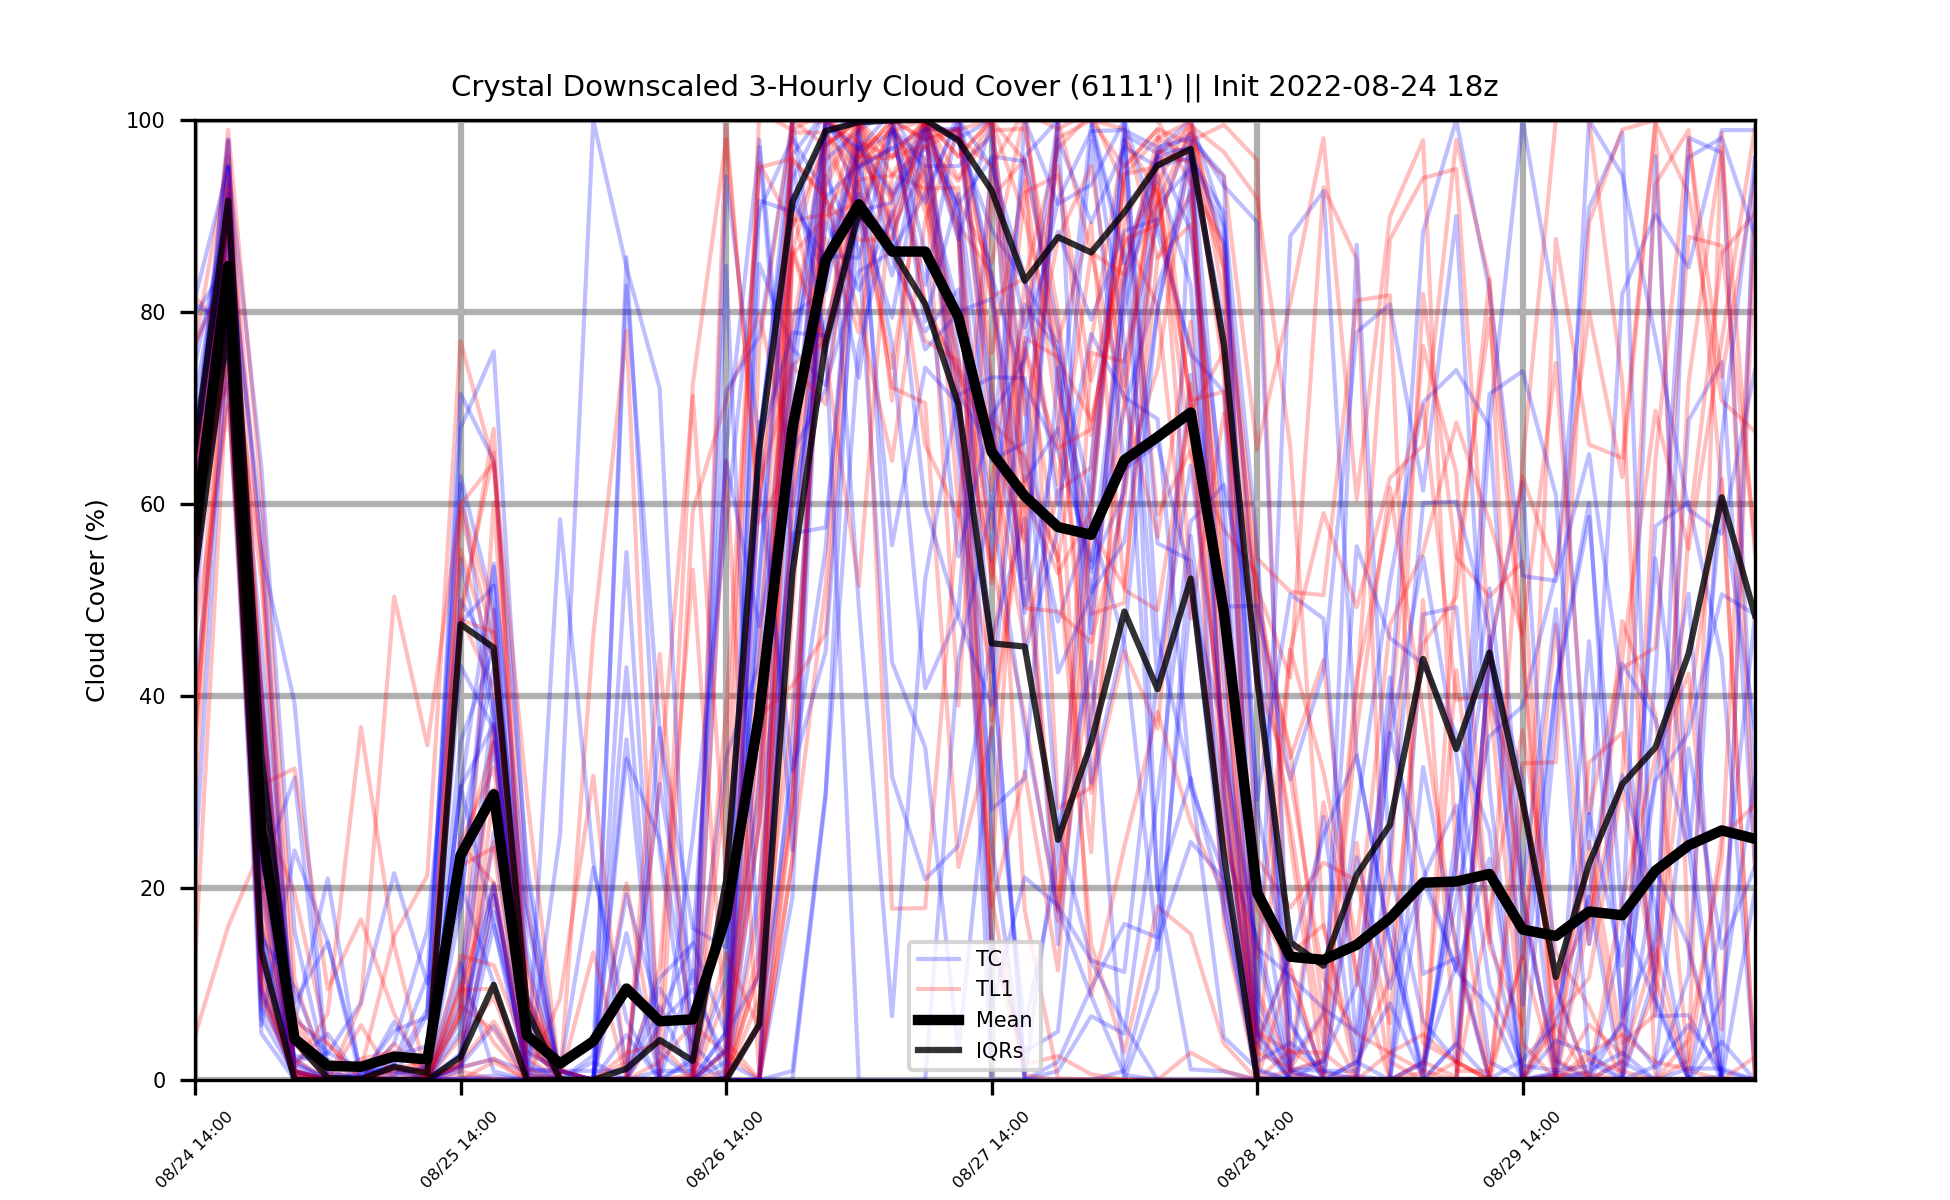 Crystal Downscaled 3-Hourly Cloud Cover (6111') || Init 2022-08-24 18z
Cloud Cover (%)
100
80
60
40
20
0
TC
TL1
Mean
IQRs
08/24 14:00
08/25 14:00
08/26 14:00
08/27 14:00
08/28 14:00
08/29 14:00